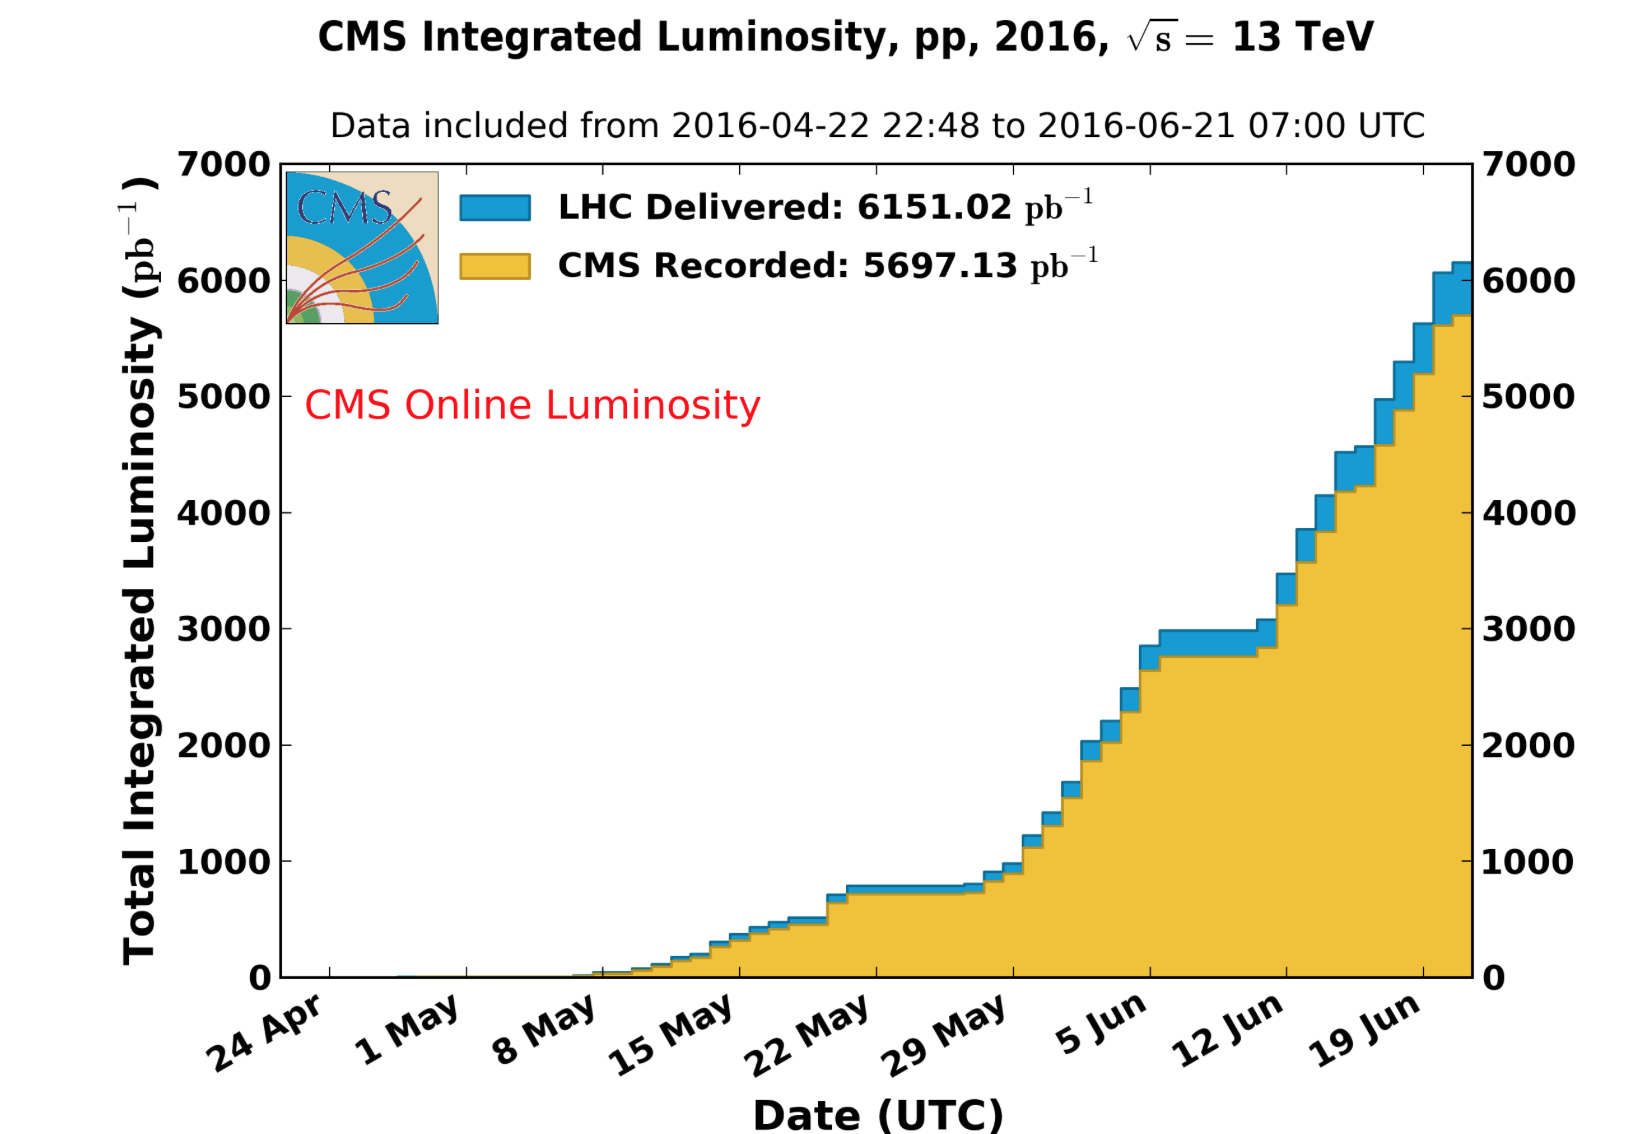 CMS Integrated Luminosity, pp, 2016, √s = 13 TeV
Data included from 2016-04-22 22:48 to 2016-06-21 07:00 UTC
Total Integrated Luminosity (pb⁻¹)
7000
6000
5000
4000
3000
2000
1000
0
CMS
LHC Delivered: 6151.02 pb⁻¹
CMS Recorded: 5697.13 pb⁻¹
CMS Online Luminosity
7000
6000
5000
4000
3000
2000
1000
0
24 Apr
1 May
8 May
15 May
22 May
29 May
5 Jun
12 Jun
19 Jun
Date (UTC)